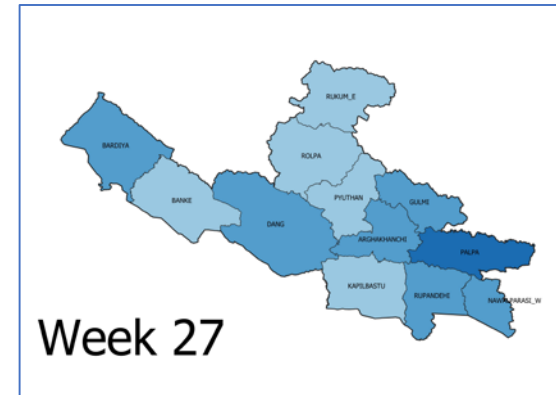 RUKUM_E
ROLPA
BARDIYA
PYUTHAN
BANKE
GULMI
DANG
ARGHAKHANCHI
PALPA
KAPILBASTU
RUPANDEHI
NAWALPARASI_W
Week 27